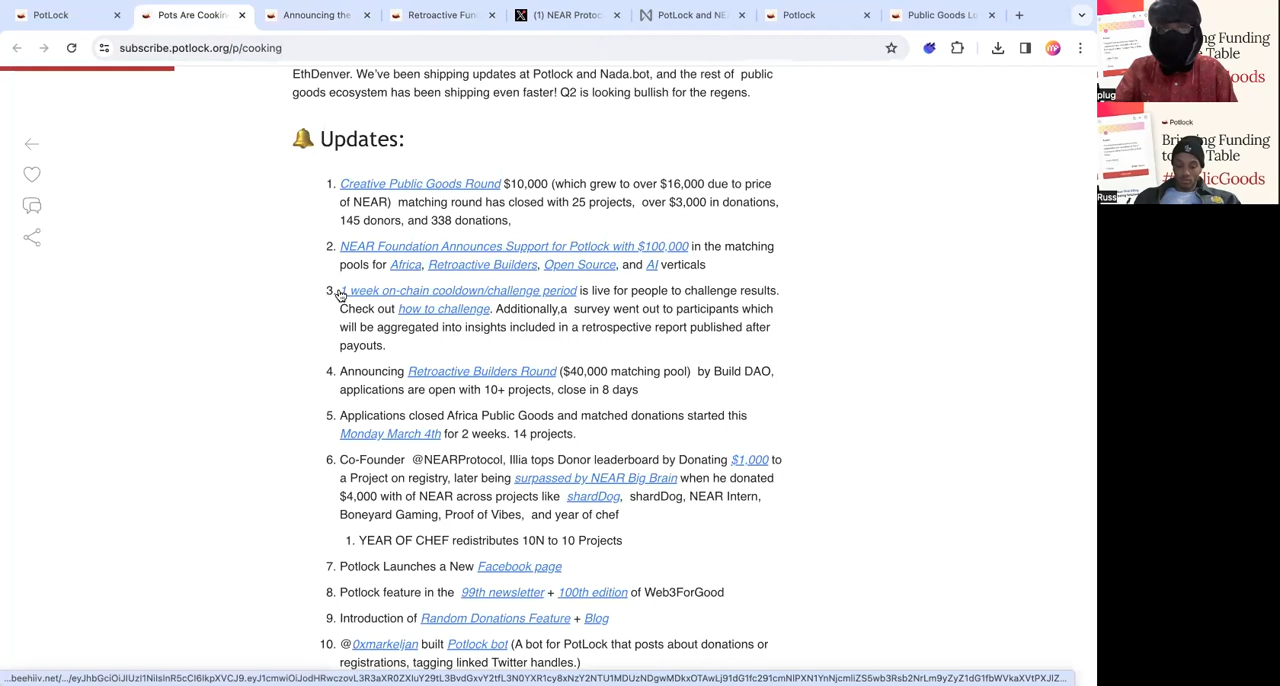 PotLock
Pots Are Cookin
Announcing the
Retroactive Fun
(1) NEAR Protoc
PotLock and NE
Potlock
Public Goods Lo
subscribe.potlock.org/p/cooking
EthDenver. We've been shipping updates at Potlock and Nada.bot, and the rest of public
goods ecosystem has been shipping even faster! Q2 is looking bullish for the regens.
🔔 Updates
1. Creative Public Goods Round $10,000 (which grew to over $16,000 due to price
of NEAR) matching round has closed with 25 projects, over $3,000 in donations,
145 donors, and 338 donations,
2. NEAR Foundation Announces Support for Potlock with $100,000 in the matching
pools for Africa, Retroactive Builders, Open Source, and AI verticals
3. 1 week on-chain cooldown/challenge period is live for people to challenge results.
Check out how to challenge. Additionally,a survey went out to participants which
will be aggregated into insights included in a retrospective report published after
payouts.
4. Announcing Retroactive Builders Round ($40,000 matching pool) by Build DAO,
applications are open with 10+ projects, close in 8 days
5. Applications closed Africa Public Goods and matched donations started this
Monday March 4th for 2 weeks. 14 projects.
6. Co-Founder @NEARProtocol, Illia tops Donor leaderboard by Donating $1,000 to
a Project on registry, later being surpassed by NEAR Big Brain when he donated
$4,000 with of NEAR across projects like shardDog, shardDog, NEAR Intern,
Boneyard Gaming, Proof of Vibes, and year of chef
1. YEAR OF CHEF redistributes 10N to 10 Projects
7. Potlock Launches a New Facebook page
8. Potlock feature in the 99th newsletter + 100th edition of Web3ForGood
9. Introduction of Random Donations Feature + Blog
10. @0xmarkeljan built Potlock bot (A bot for PotLock that posts about donations or
registrations, tagging linked Twitter handles.)
ng Funding
Table
oods
plug
Potlock
Bringing Funding
to Table
#PublicGoods
Russ